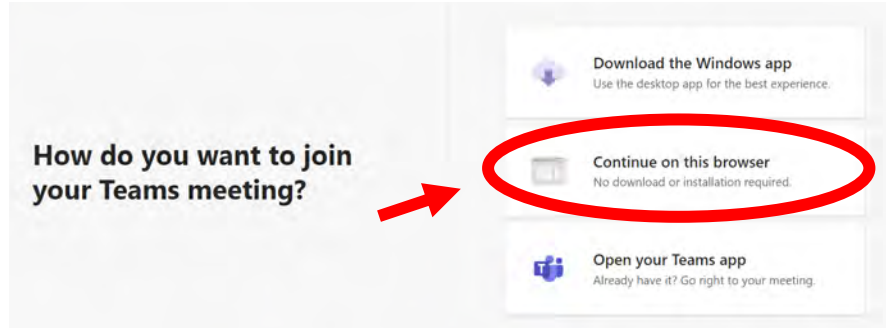 How do you want to join
your Teams meeting?
Download the Windows app
Use the desktop app for the best experience.
Continue on this browser
No download or installation required.
Open your Teams app
Already have it? Go right to your meeting.